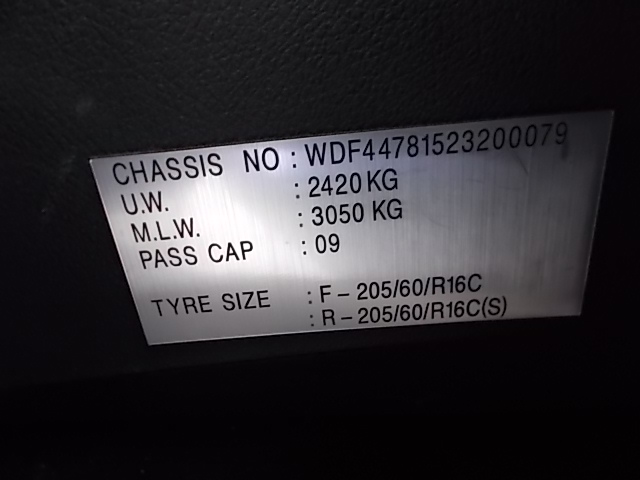 CHASSIS NO : WDF44781523200079
U.W. : 2420 KG
M.L.W. : 3050 KG
PASS CAP : 09
TYRE SIZE : F – 205/60/R16C
: R – 205/60/R16C(S)